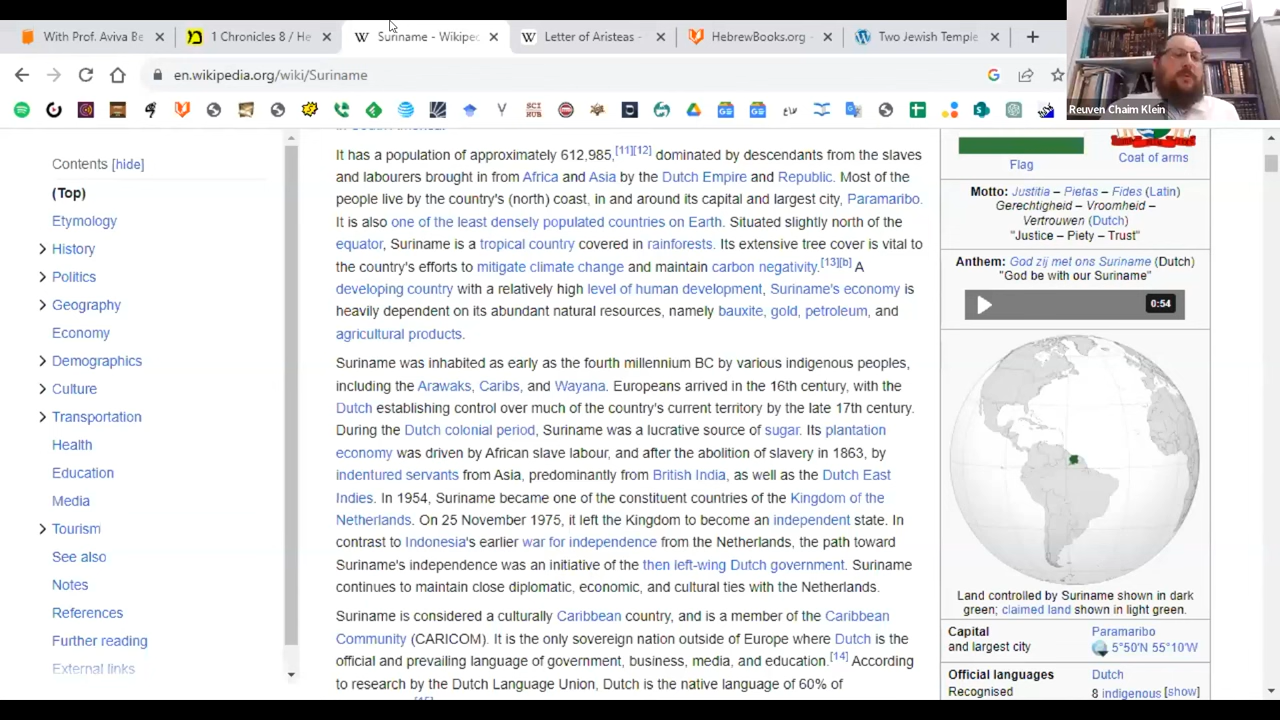 With Prof. Aviva Be
1 Chronicles 8 / He
Suriname - Wikipe
Letter of Aristeas -
HebrewBooks.org -
Two Jewish Temple
en.wikipedia.org/wiki/Suriname
Reuven Chaim Klein
SCI
HUB
Contents [hide]
(Top)
Etymology
History
Politics
Geography
Economy
Demographics
Culture
Transportation
Health
Education
Media
Tourism
See also
Notes
References
Further reading
External links
It has a population of approximately 612,985,[11][12] dominated by descendants from the slaves
and labourers brought in from Africa and Asia by the Dutch Empire and Republic. Most of the
people live by the country's (north) coast, in and around its capital and largest city, Paramaribo.
It is also one of the least densely populated countries on Earth. Situated slightly north of the
equator, Suriname is a tropical country covered in rainforests. Its extensive tree cover is vital to
the country's efforts to mitigate climate change and maintain carbon negativity.[13][b] A
developing country with a relatively high level of human development, Suriname's economy is
heavily dependent on its abundant natural resources, namely bauxite, gold, petroleum, and
agricultural products.
Suriname was inhabited as early as the fourth millennium BC by various indigenous peoples,
including the Arawaks, Caribs, and Wayana. Europeans arrived in the 16th century, with the
Dutch establishing control over much of the country's current territory by the late 17th century.
During the Dutch colonial period, Suriname was a lucrative source of sugar. Its plantation
economy was driven by African slave labour, and after the abolition of slavery in 1863, by
indentured servants from Asia, predominantly from British India, as well as the Dutch East
Indies. In 1954, Suriname became one of the constituent countries of the Kingdom of the
Netherlands. On 25 November 1975, it left the Kingdom to become an independent state. In
contrast to Indonesia's earlier war for independence from the Netherlands, the path toward
Suriname's independence was an initiative of the then left-wing Dutch government. Suriname
continues to maintain close diplomatic, economic, and cultural ties with the Netherlands.
Suriname is considered a culturally Caribbean country, and is a member of the Caribbean
Community (CARICOM). It is the only sovereign nation outside of Europe where Dutch is the
official and prevailing language of government, business, media, and education.[14] According
to research by the Dutch Language Union, Dutch is the native language of 60% of
Flag
Coat of arms
Motto: Justitia – Pietas – Fides (Latin)
Gerechtigheid – Vroomheid –
Vertrouwen (Dutch)
"Justice – Piety – Trust"
Anthem: God zij met ons Suriname (Dutch)
"God be with our Suriname"
0:54
Land controlled by Suriname shown in dark
green; claimed land shown in light green.
Capital
and largest city
Paramaribo
5°50′N 55°10′W
Official languages
Dutch
Recognised
8 indigenous [show]